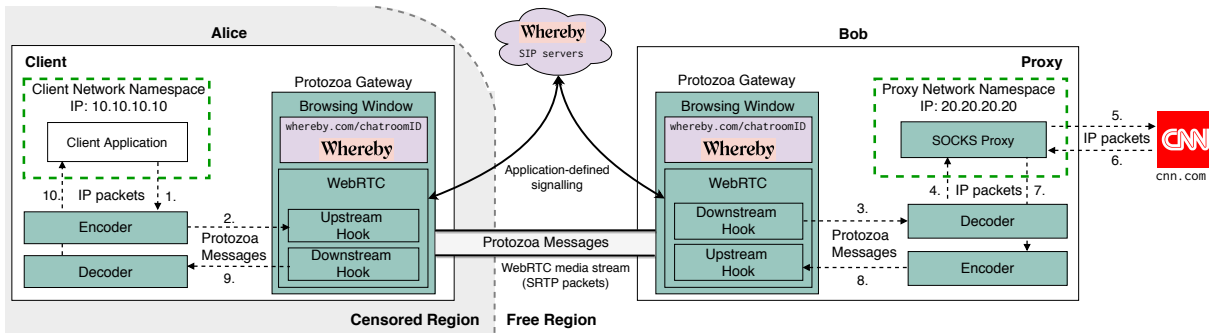 Alice
Client
Client Network Namespace
IP: 10.10.10.10
Client Application
10.
IP packets
1.
Encoder
Decoder
2.
Protozoa
Messages
9.
Protozoa Gateway
Browsing Window
whereby.com/chatroomID
Whereby
WebRTC
Upstream
Hook
Downstream
Hook
Censored Region
Whereby
SIP servers
Application-defined
signalling
Protozoa Messages
WebRTC media stream
(SRTP packets)
Free Region
Bob
Proxy
Protozoa Gateway
Browsing Window
whereby.com/chatroomID
Whereby
WebRTC
Downstream
Hook
Upstream
Hook
3.
Protozoa
Messages
8.
Proxy Network Namespace
IP: 20.20.20.20
SOCKS Proxy
4.
IP packets
7.
Decoder
Encoder
5.
IP packets
6.
CNN
cnn.com